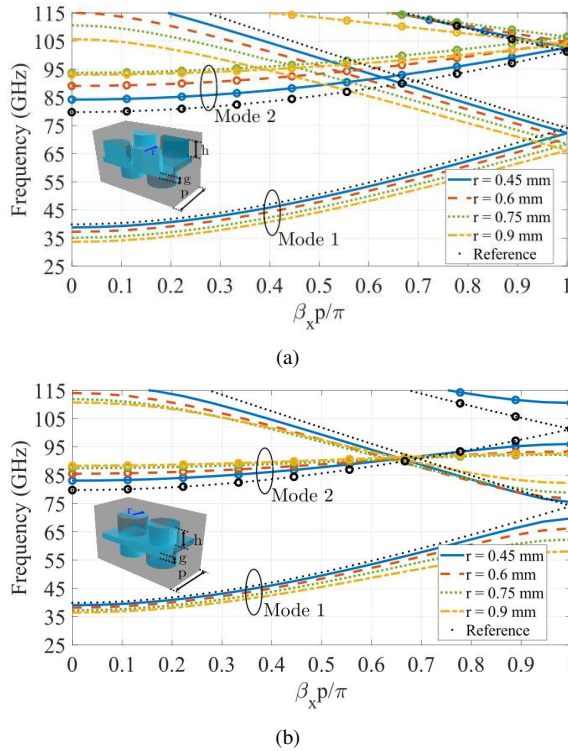 115
105
95
85
75
65
55
45
35
25
Frequency (GHz)
Mode 2
Mode 1
r
h
g
p
r = 0.45 mm
r = 0.6 mm
r = 0.75 mm
r = 0.9 mm
Reference
0 0.1 0.2 0.3 0.4 0.5 0.6 0.7 0.8 0.9 1
βₓp/π
(a)
115
105
95
85
75
65
55
45
35
25
Frequency (GHz)
Mode 2
Mode 1
r
h
g
p
r = 0.45 mm
r = 0.6 mm
r = 0.75 mm
r = 0.9 mm
Reference
0 0.1 0.2 0.3 0.4 0.5 0.6 0.7 0.8 0.9 1
βₓp/π
(b)